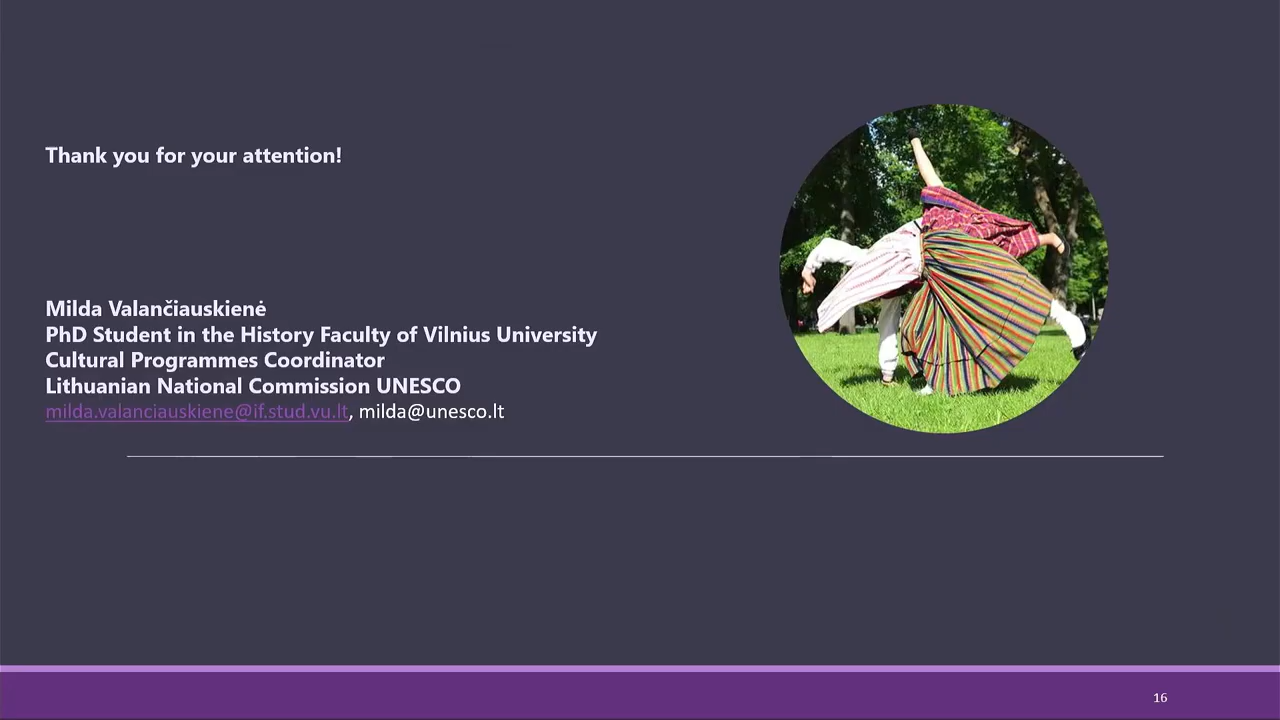 Thank you for your attention!
Milda Valančiauskienė
PhD Student in the History Faculty of Vilnius University
Cultural Programmes Coordinator
Lithuanian National Commission UNESCO
milda.valanciauskiene@if.stud.vu.lt, milda@unesco.lt
16